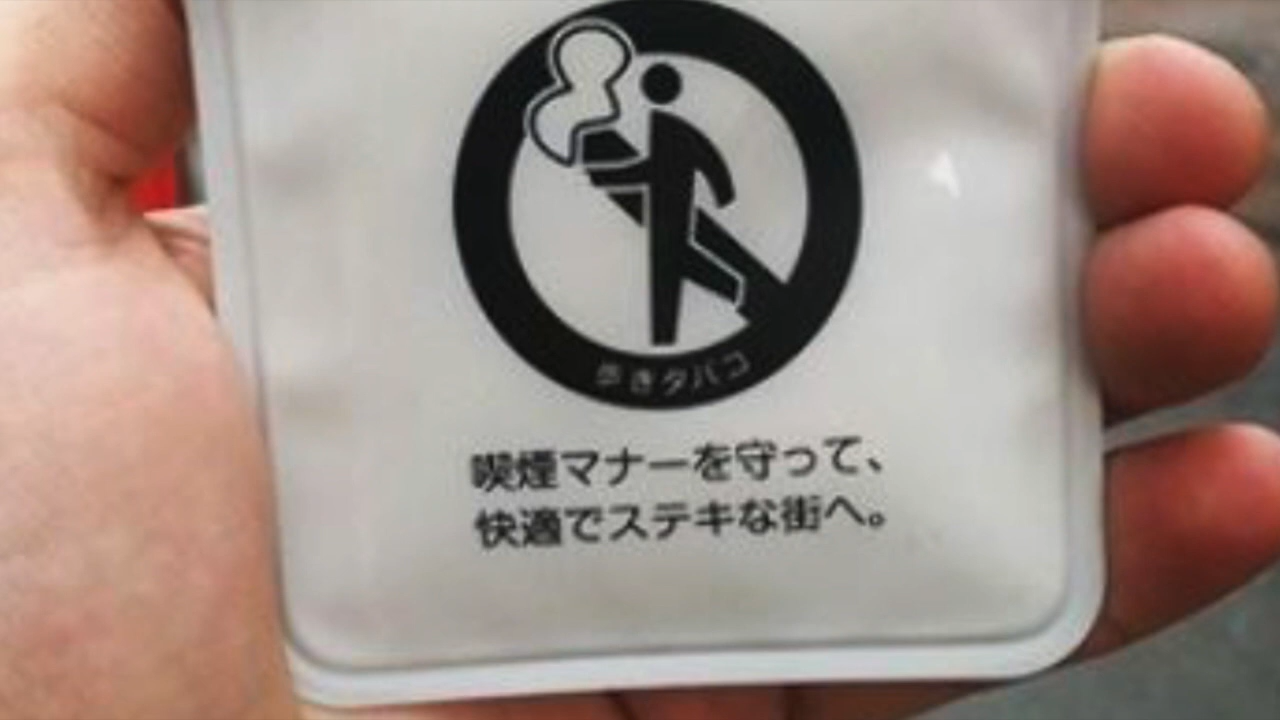 歩きタバコ
喫煙マナーを守って、
快適でステキな街へ。